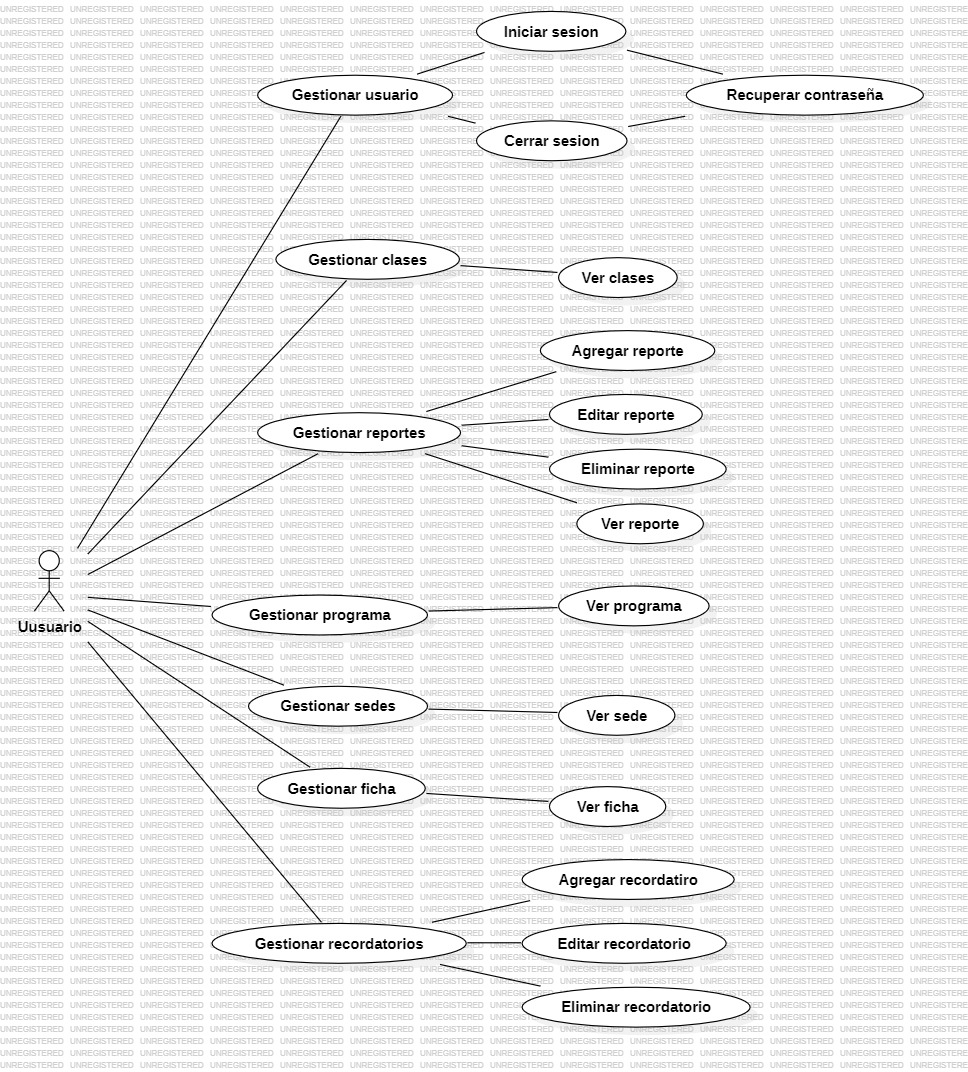 Iniciar sesion
Gestionar usuario
Recuperar contraseña
Cerrar sesion
Gestionar clases
Ver clases
Agregar reporte
Editar reporte
Gestionar reportes
Eliminar reporte
Ver reporte
Uusuario
Gestionar programa
Ver programa
Gestionar sedes
Ver sede
Gestionar ficha
Ver ficha
Agregar recordatiro
Gestionar recordatorios
Editar recordatorio
Eliminar recordatorio
UNREGISTERED